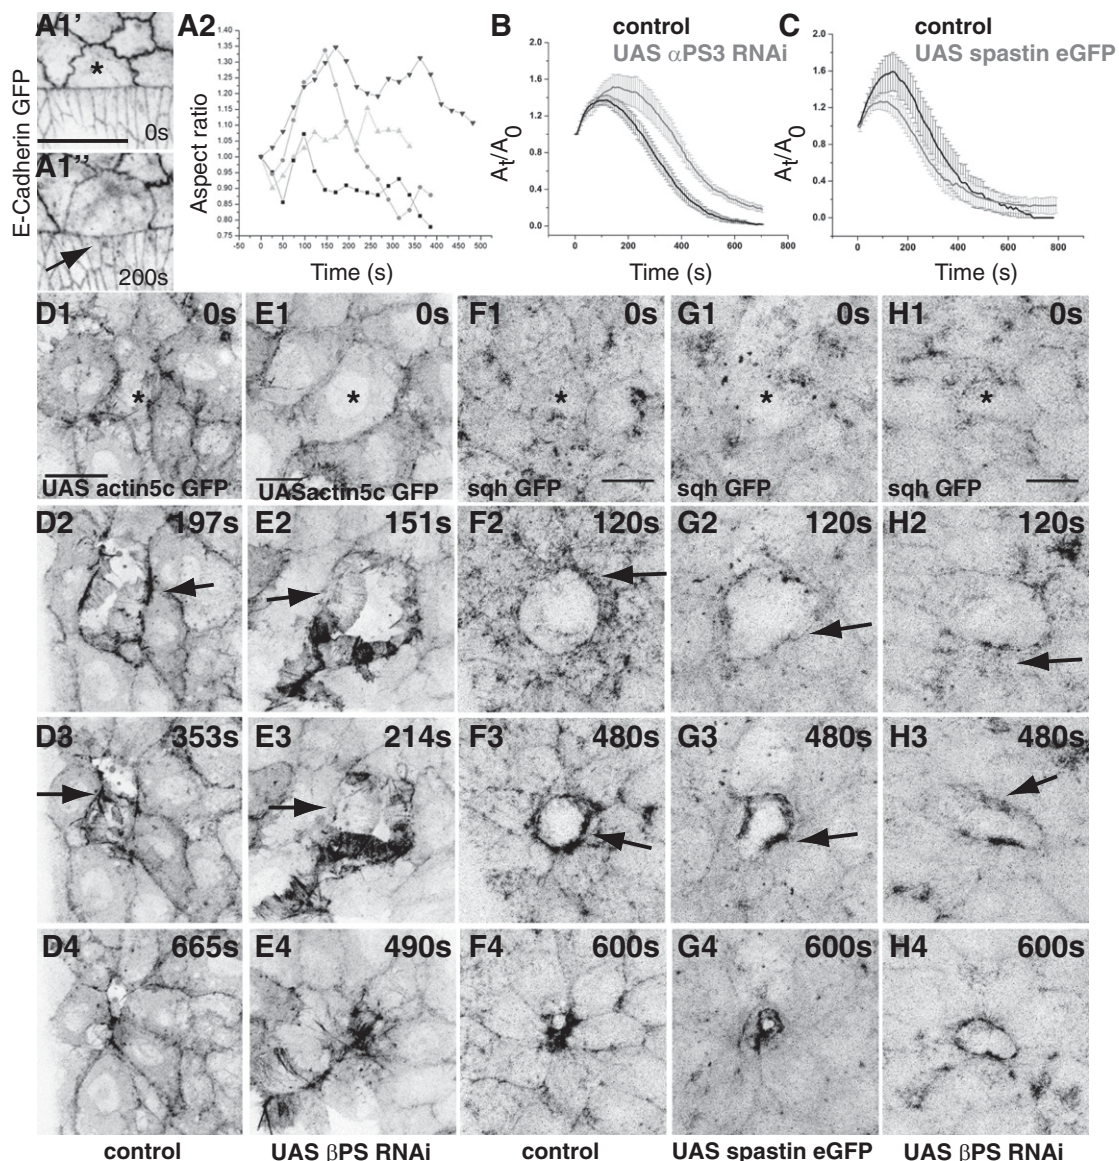 A1'
*
0s
E-Cadherin GFP
A1''
200s
A2
1.40
1.35
1.30
1.25
1.20
1.15
1.10
1.05
1.00
0.95
0.90
0.85
0.80
0.75
-50 0 50 100 150 200 250 300 350 400 450 500
Aspect ratio
Time (s)
B
control
UAS αPS3 RNAi
2.0
1.6
1.2
0.8
0.4
0.0
0 200 400 600 800
At/A0
Time (s)
C
control
UAS spastin eGFP
2.0
1.6
1.2
0.8
0.4
0.0
0 200 400 600 800
At/A0
Time (s)
D1 0s
*
UAS actin5c GFP
E1 0s
*
UASactin5c GFP
F1 0s
*
sqh GFP
G1 0s
*
sqh GFP
H1 0s
*
sqh GFP
D2 197s
E2 151s
F2 120s
G2 120s
H2 120s
D3 353s
E3 214s
F3 480s
G3 480s
H3 480s
D4 665s
E4 490s
F4 600s
G4 600s
H4 600s
control
UAS βPS RNAi
control
UAS spastin eGFP
UAS βPS RNAi